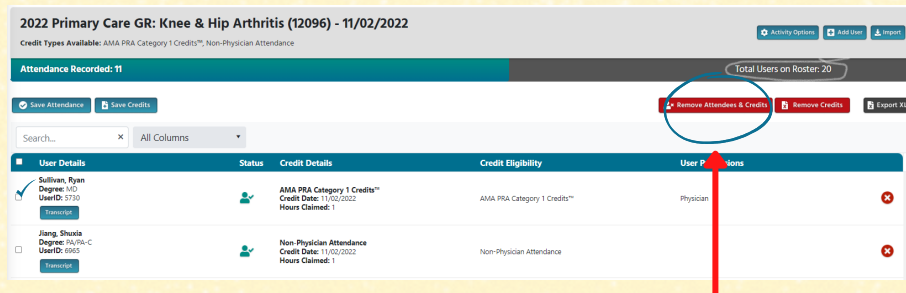 2022 Primary Care GR: Knee & Hip Arthritis (12096) - 11/02/2022
Credit Types Available: AMA PRA Category 1 Credits™, Non-Physician Attendance
Activity Options Add User Import
Attendance Recorded: 11 Total Users on Roster: 20
Save Attendance Save Credits Remove Attendees & Credits Remove Credits Export
Search... × All Columns
User Details Status Credit Details Credit Eligibility User
Sullivan, Ryan
Degree: MD
UserID: 5730
Transcript
AMA PRA Category 1 Credits™
Credit Date: 11/02/2022
Hours Claimed: 1
AMA PRA Category 1 Credits™
Physician
Jiang, Shuxia
Degree: PA/PA-C
UserID: 6965
Transcript
Non-Physician Attendance
Credit Date: 11/02/2022
Hours Claimed: 1
Non-Physician Attendance